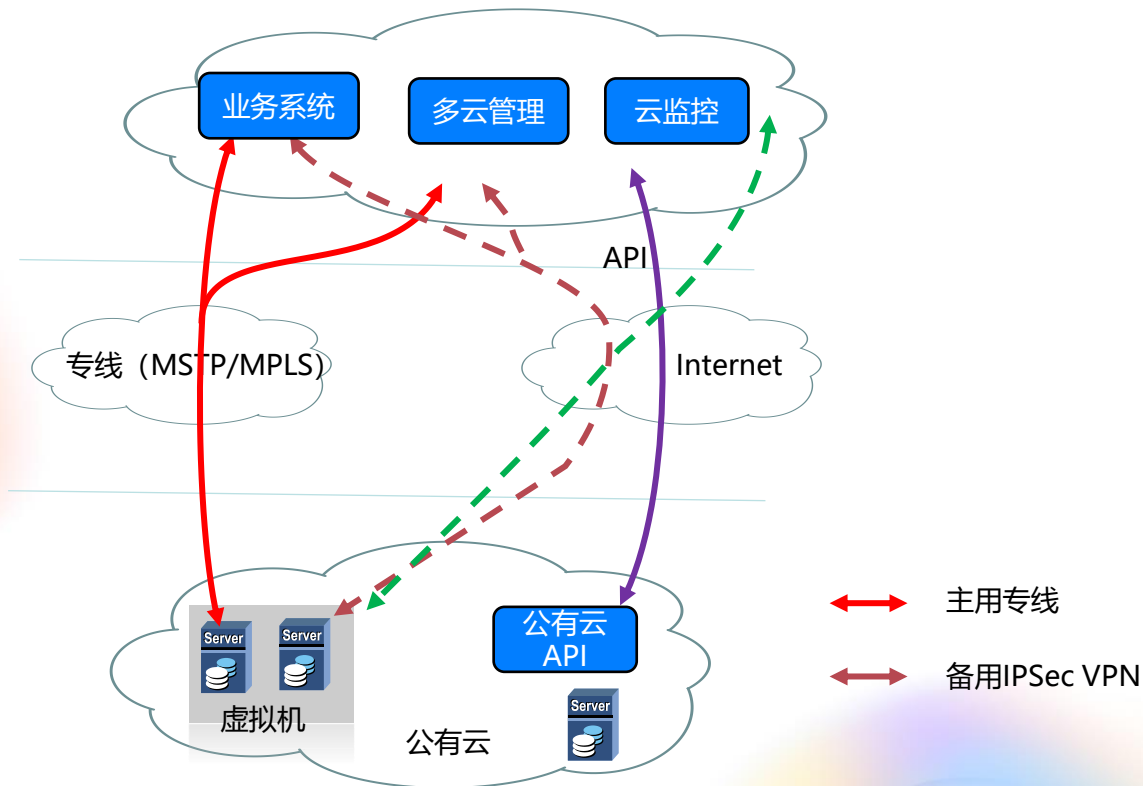 业务系统
多云管理
云监控
API
专线（MSTP/MPLS）
Internet
Server
Server
虚拟机
公有云
API
Server
公有云
主用专线
备用IPSec VPN